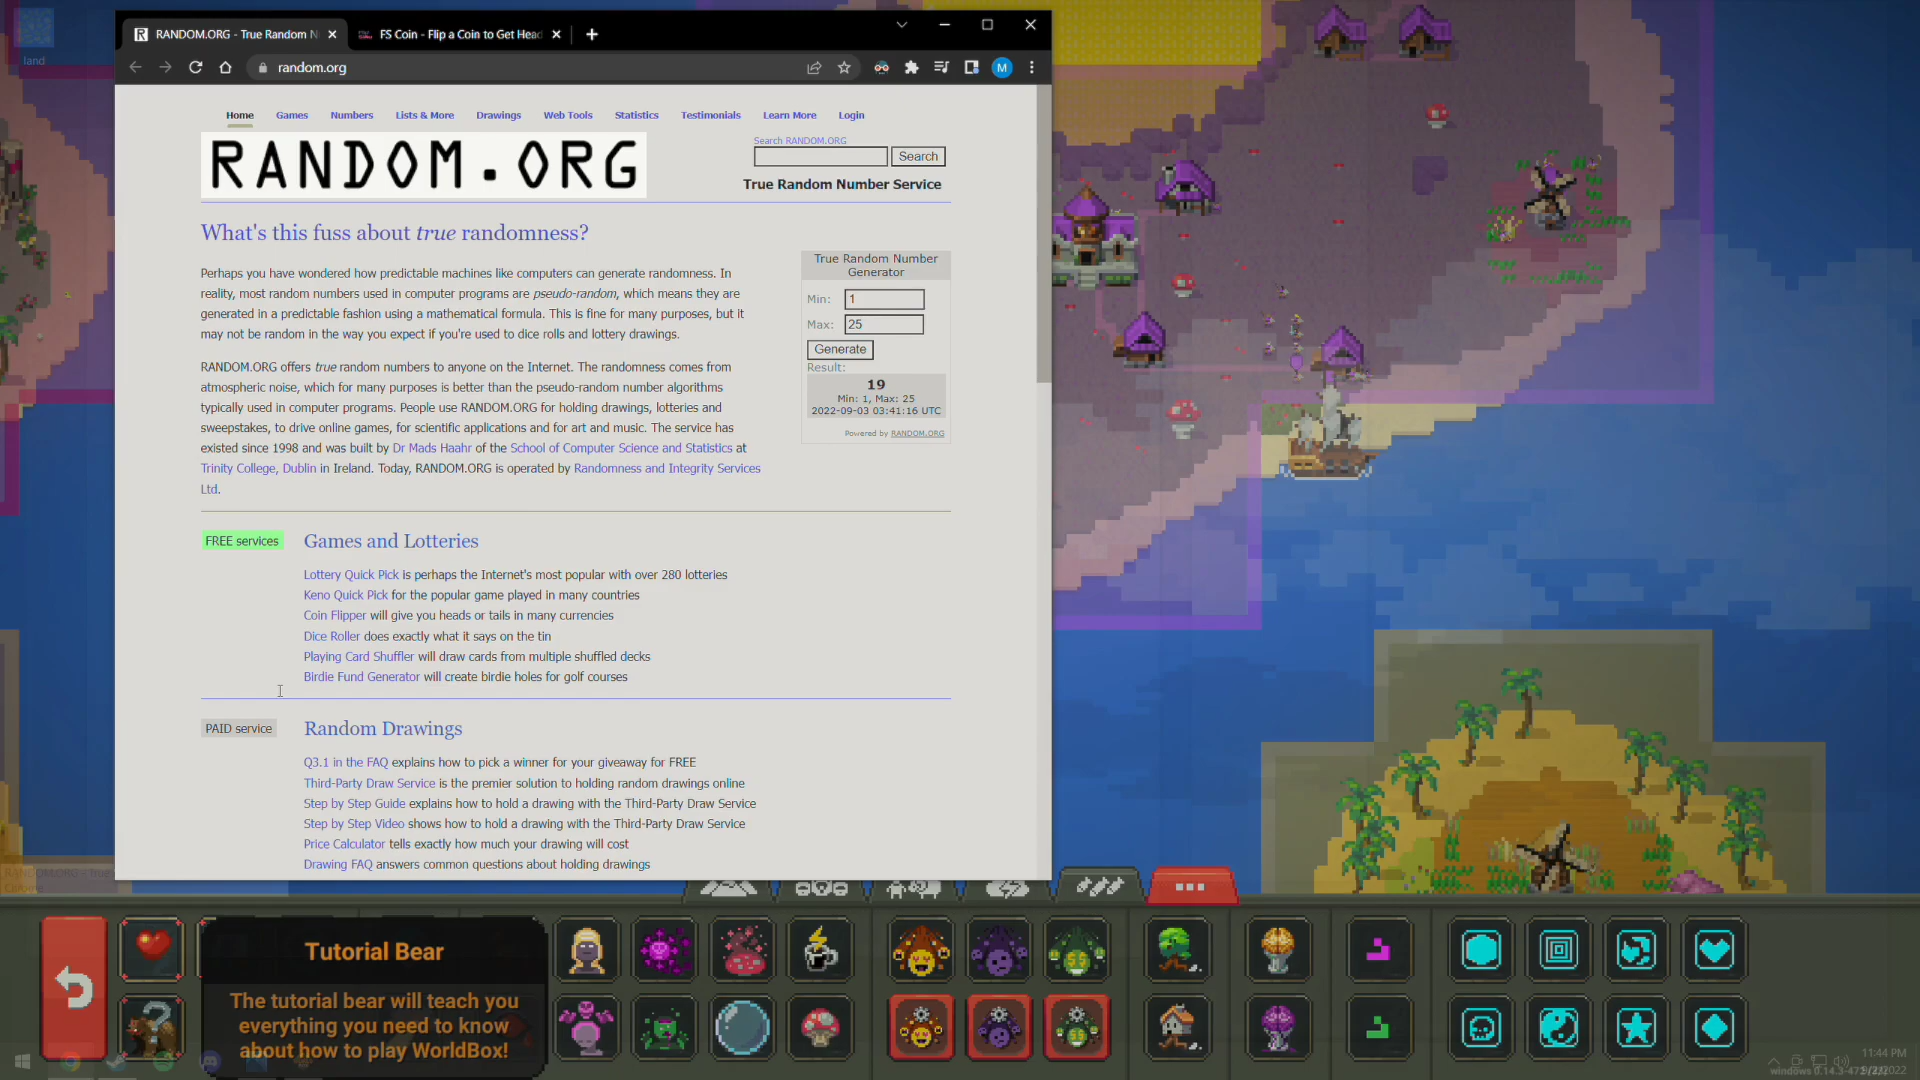 land
RANDOM.ORG - True Random N
FS Coin - Flip a Coin to Get Head
random.org
M
Home
Games
Numbers
Lists & More
Drawings
Web Tools
Statistics
Testimonials
Learn More
Login
RANDOM.ORG
Search RANDOM.ORG
Search
True Random Number Service
What's this fuss about true randomness?
Perhaps you have wondered how predictable machines like computers can generate randomness. In
reality, most random numbers used in computer programs are pseudo-random, which means they are
generated in a predictable fashion using a mathematical formula. This is fine for many purposes, but it
may not be random in the way you expect if you're used to dice rolls and lottery drawings.
RANDOM.ORG offers true random numbers to anyone on the Internet. The randomness comes from
atmospheric noise, which for many purposes is better than the pseudo-random number algorithms
typically used in computer programs. People use RANDOM.ORG for holding drawings, lotteries and
sweepstakes, to drive online games, for scientific applications and for art and music. The service has
existed since 1998 and was built by Dr Mads Haahr of the School of Computer Science and Statistics at
Trinity College, Dublin in Ireland. Today, RANDOM.ORG is operated by Randomness and Integrity Services
Ltd.
True Random Number
Generator
Min: 1
Max: 25
Generate
Result:
19
Min: 1, Max: 25
2022-09-03 03:41:16 UTC
Powered by RANDOM.ORG
FREE services
Games and Lotteries
Lottery Quick Pick is perhaps the Internet's most popular with over 280 lotteries
Keno Quick Pick for the popular game played in many countries
Coin Flipper will give you heads or tails in many currencies
Dice Roller does exactly what it says on the tin
Playing Card Shuffler will draw cards from multiple shuffled decks
Birdie Fund Generator will create birdie holes for golf courses
PAID service
Random Drawings
Q3.1 in the FAQ explains how to pick a winner for your giveaway for FREE
Third-Party Draw Service is the premier solution to holding random drawings online
Step by Step Guide explains how to hold a drawing with the Third-Party Draw Service
Step by Step Video shows how to hold a drawing with the Third-Party Draw Service
Price Calculator tells exactly how much your drawing will cost
Drawing FAQ answers common questions about holding drawings
Tutorial Bear
The tutorial bear will teach you
everything you need to know
about how to play WorldBox!
11:44 PM